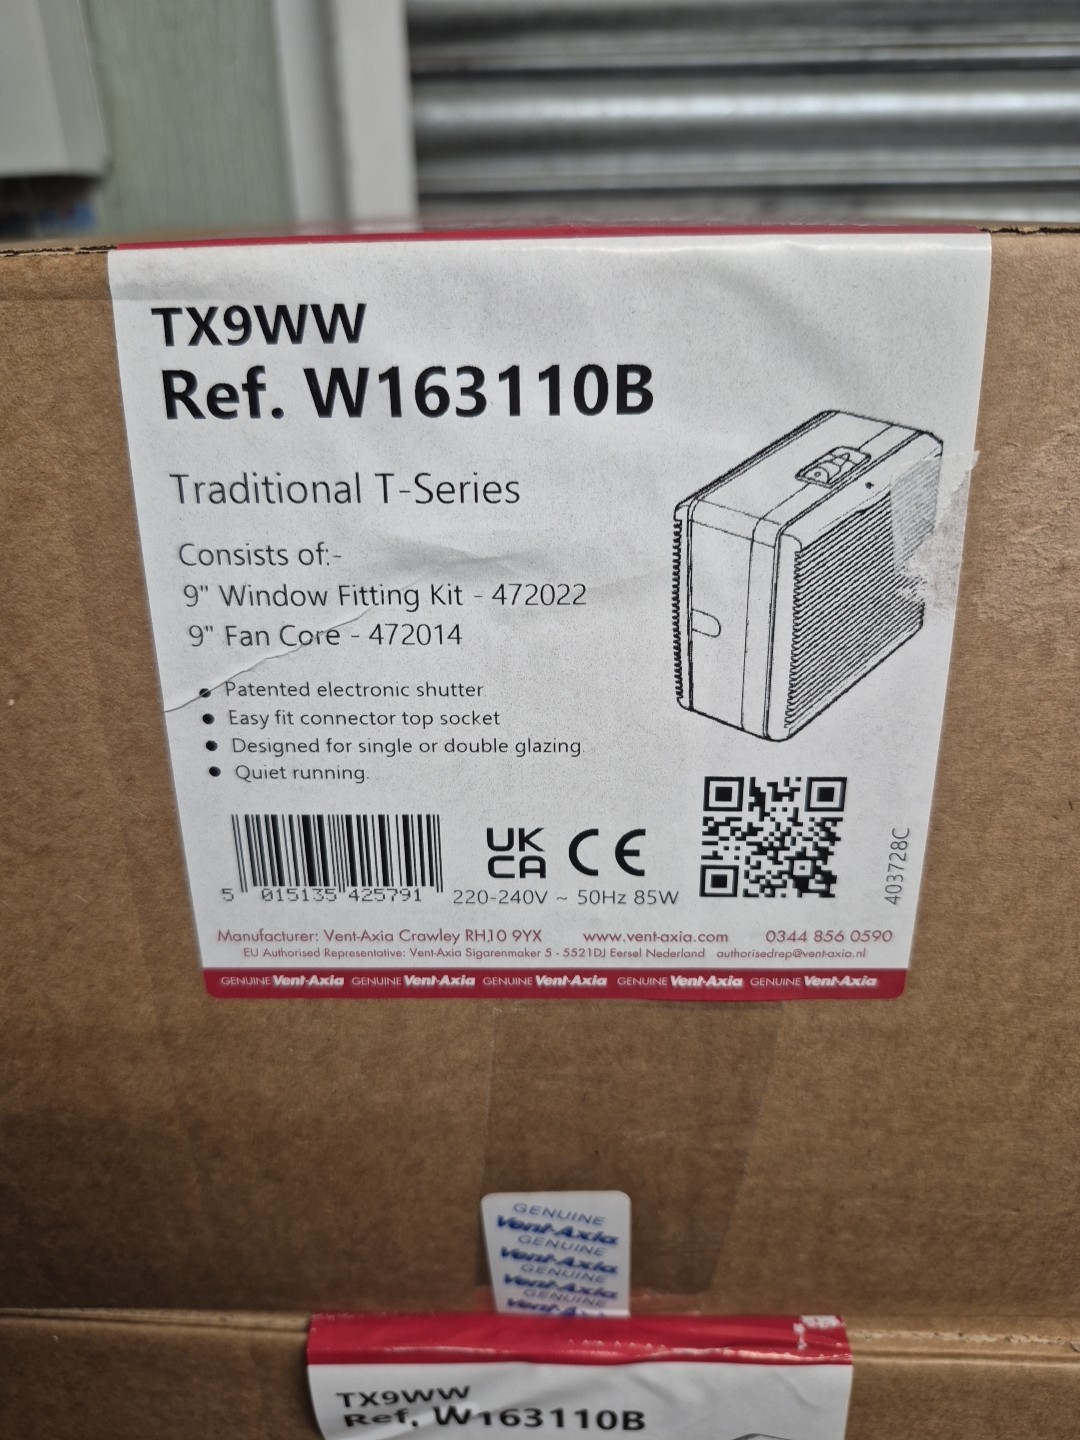 TX9WW
Ref. W163110B
Traditional T-Series
Consists of:-
9" Window Fitting Kit - 472022
9" Fan Core - 472014
● Patented electronic shutter
● Easy fit connector top socket
● Designed for single or double glazing.
● Quiet running.
5 015135 425791
UK
CA CE
220-240V ~ 50Hz 85W
403728C
Manufacturer: Vent-Axia Crawley RH10 9YX www.vent-axia.com 0344 856 0590
EU Authorised Representative: Vent-Axia Sigarenmaker 5 - 5521DJ Eersel Nederland authorisedrep@vent-axia.nl
GENUINE Vent-Axia GENUINE Vent-Axia GENUINE Vent-Axia GENUINE Vent-Axia GENUINE Vent-Axia
GENUINE
Vent-Axia
GENUINE
Vent-Axia
GENUINE
Vent-Axia
GENUINE
Vent-Ax
TX9WW
Ref. W163110B